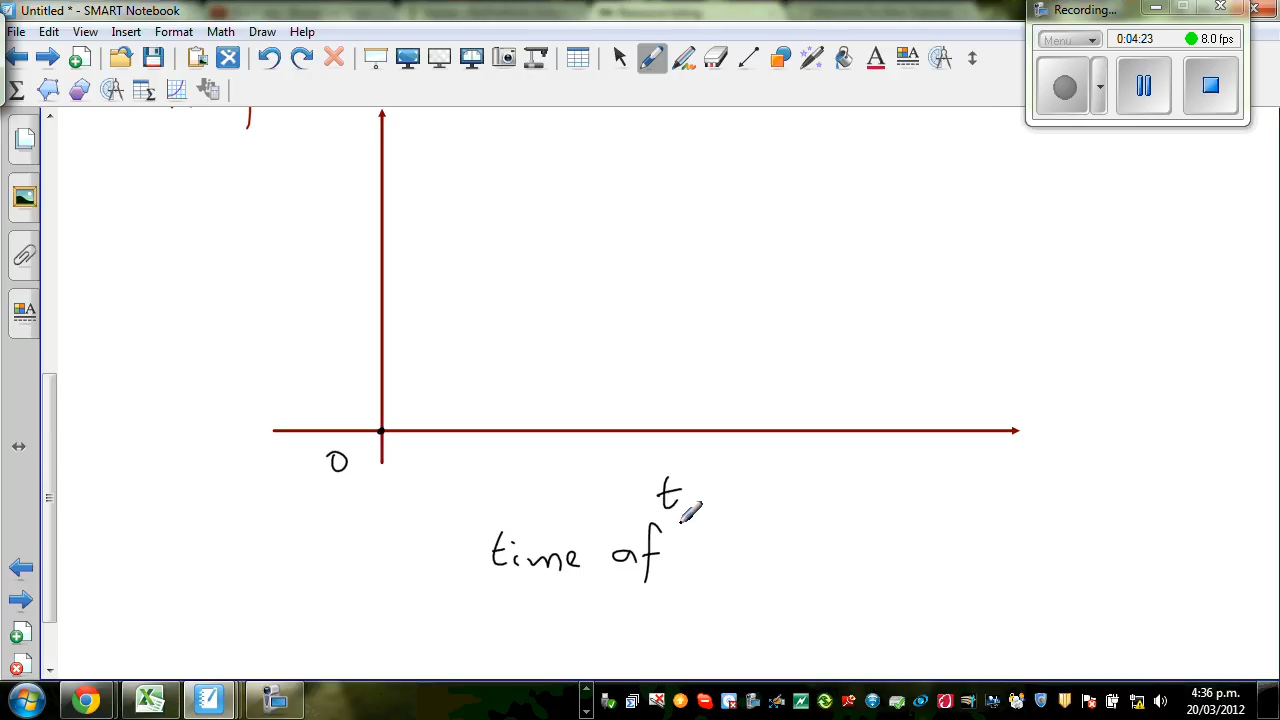 Untitled * - SMART Notebook
Recording...
File Edit View Insert Format Math Draw Help
Menu
0:04:23
8.0 fps
0
t
time af
4:36 p.m.
20/03/2012